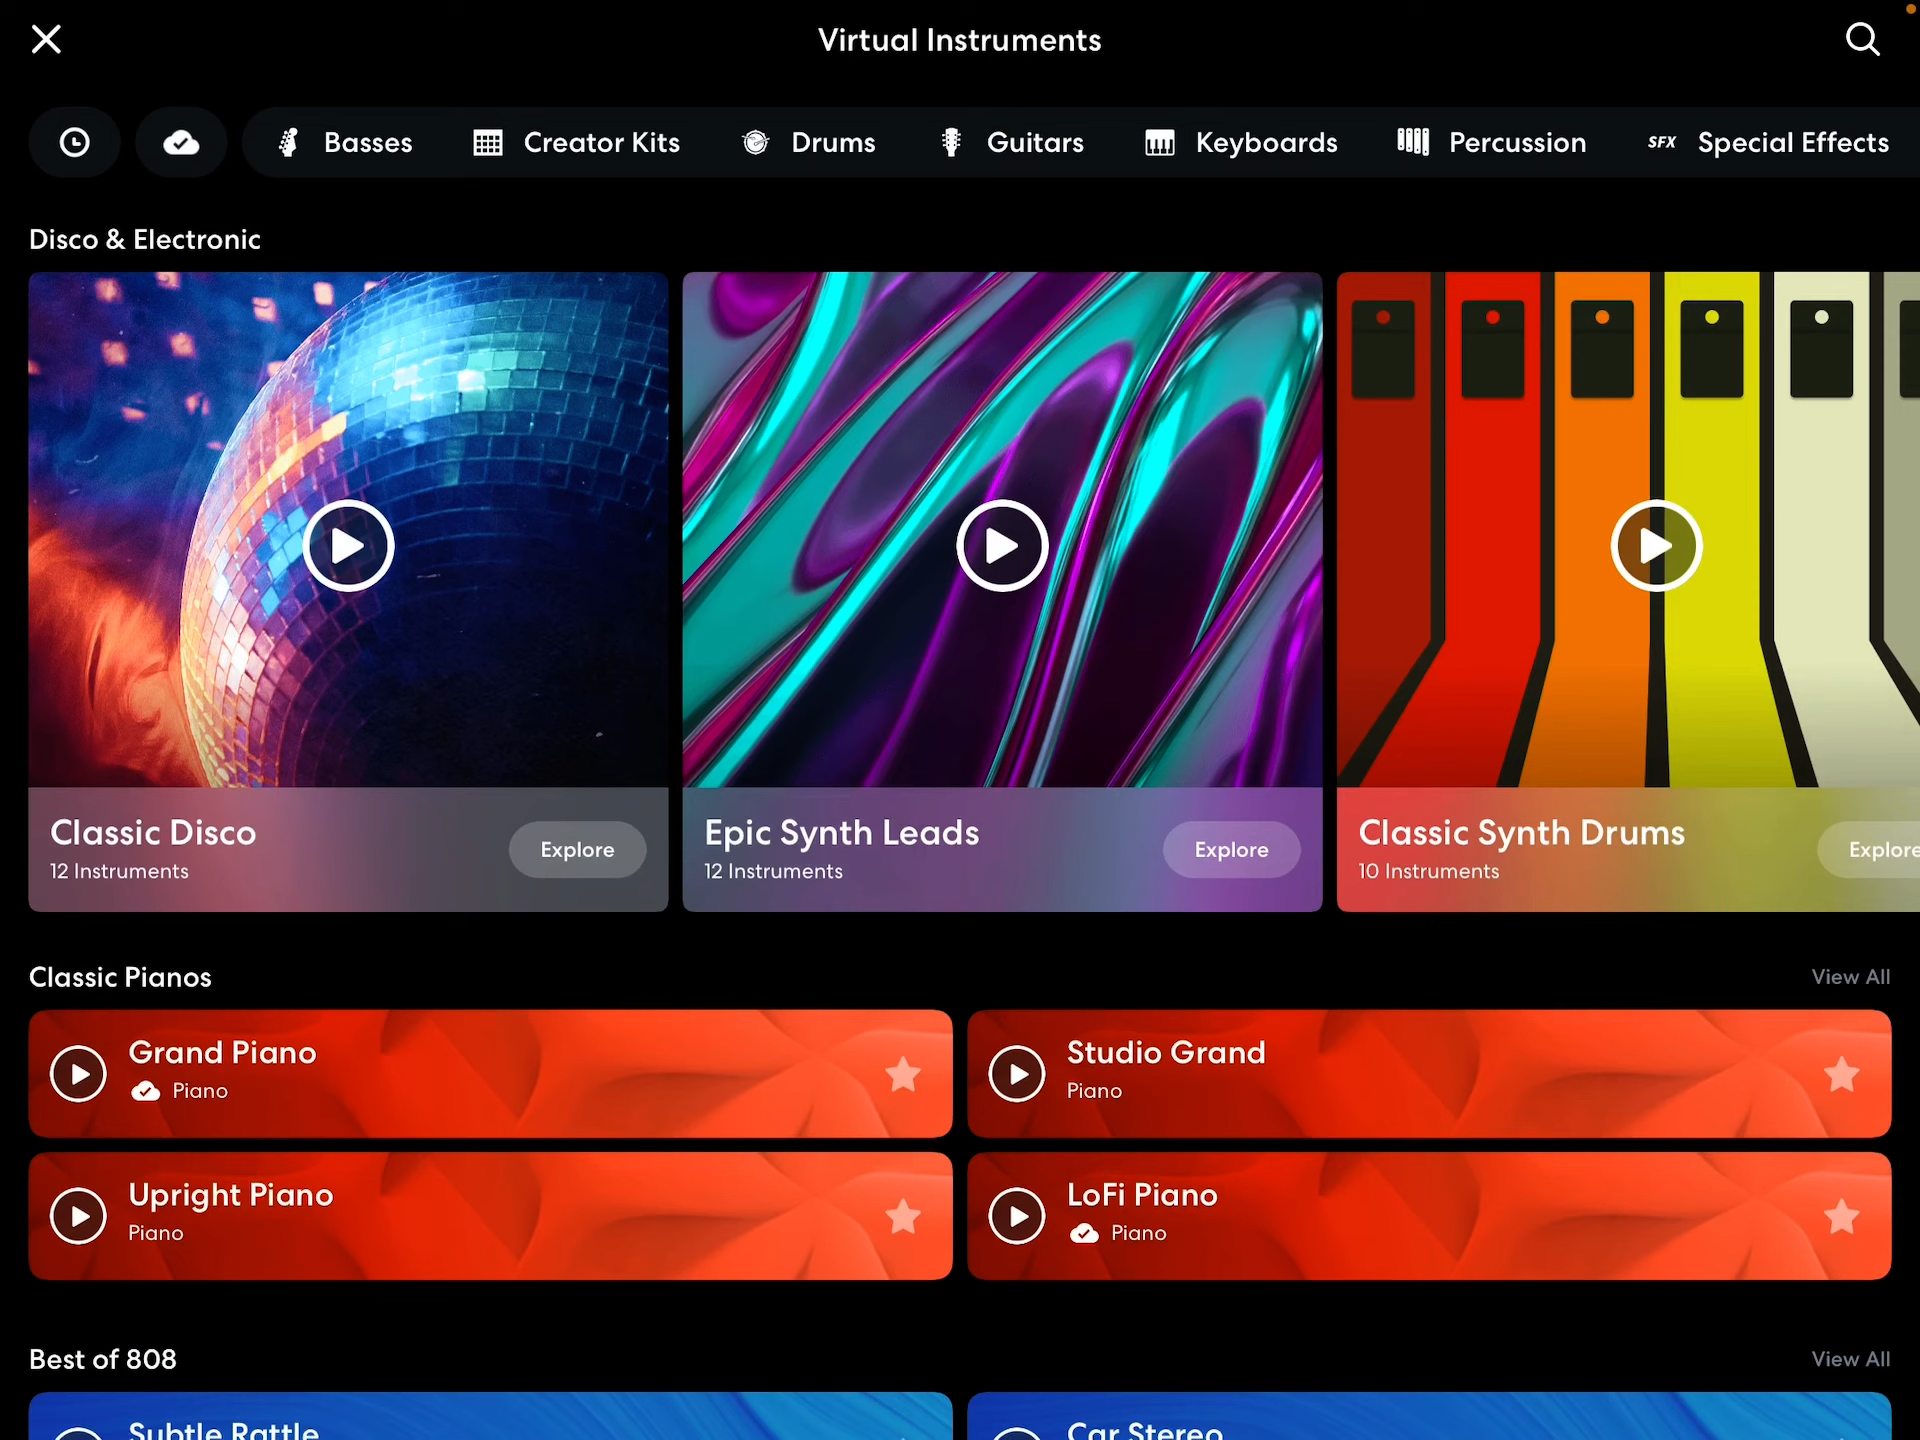 Virtual Instruments
Basses
Creator Kits
Drums
Guitars
Keyboards
Percussion
SFX
Special Effects
Disco & Electronic
Classic Disco
12 Instruments
Explore
Epic Synth Leads
12 Instruments
Explore
Classic Synth Drums
10 Instruments
Explore
Classic Pianos
View All
Grand Piano
Piano
Studio Grand
Piano
Upright Piano
Piano
LoFi Piano
Piano
Best of 808
View All
Subtle Rattle
Car Stereo